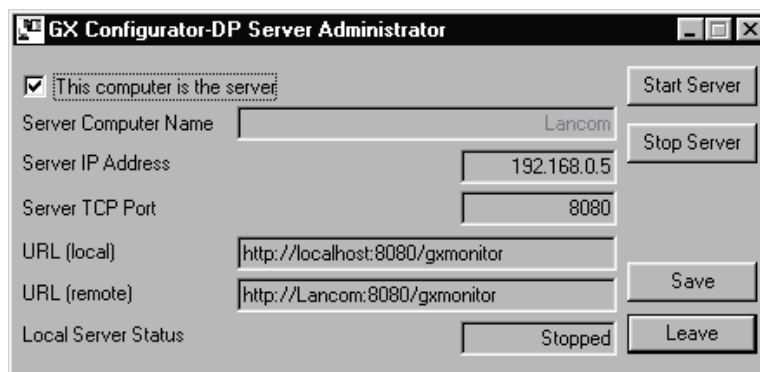 GX Configurator-DP Server Administrator
This computer is the server
Start Server
Server Computer Name Lancom
Stop Server
Server IP Address 192.168.0.5
Server TCP Port 8080
URL (local) http://localhost:8080/gxmonitor
Save
URL (remote) http://Lancom:8080/gxmonitor
Local Server Status Stopped
Leave